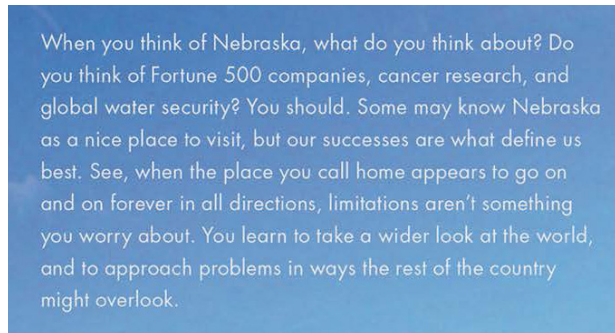 When you think of Nebraska, what do you think about? Do
you think of Fortune 500 companies, cancer research, and
global water security? You should. Some may know Nebraska
as a nice place to visit, but our successes are what define us
best. See, when the place you call home appears to go on
and on forever in all directions, limitations aren't something
you worry about. You learn to take a wider look at the world,
and to approach problems in ways the rest of the country
might overlook.